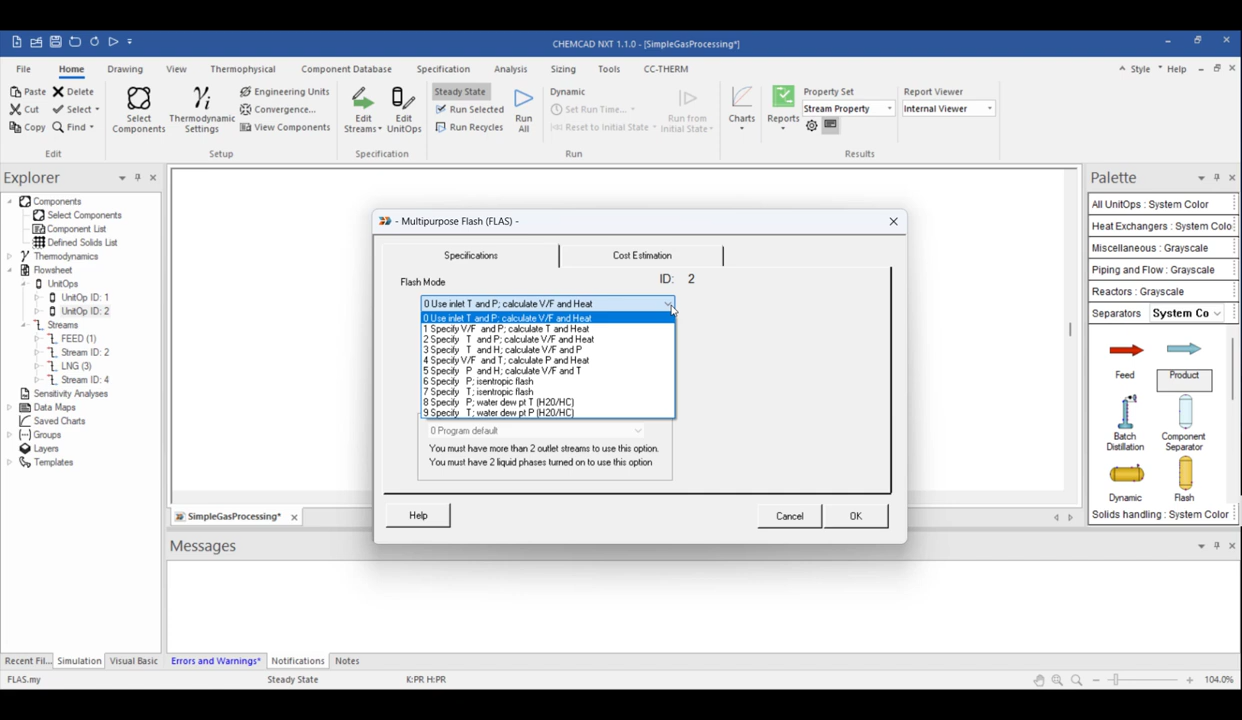 CHEMCAD NXT 1.1.0 - [SimpleGasProcessing*]
File Home Drawing View Thermophysical Component Database Specification Analysis Sizing Tools CC-THERM Style Help
Paste Delete
Cut Select
Copy Find
Edit
Select Components
Thermodynamic Settings
Engineering Units
Convergence...
View Components
Setup
Edit Streams
Edit UnitOps
Specification
Steady State
Run Selected
Run Recycles
Run All
Dynamic
Set Run Time...
Reset to Initial State
Run from Initial State
Run
Charts
Reports
Property Set
Stream Property
Report Viewer
Internal Viewer
Results
Explorer
Components
Select Components
Component List
Defined Solids List
Thermodynamics
Flowsheet
UnitOps
UnitOp ID: 1
UnitOp ID: 2
Streams
FEED (1)
Stream ID: 2
LNG (3)
Stream ID: 4
Sensitivity Analyses
Data Maps
Saved Charts
Groups
Layers
Templates
- Multipurpose Flash (FLAS) -
Specifications
Cost Estimation
Flash Mode
ID: 2
0 Use inlet T and P; calculate V/F and Heat
0 Use inlet T and P; calculate V/F and Heat
1 Specify V/F and P; calculate T and Heat
2 Specify T and P; calculate V/F and Heat
3 Specify T and H; calculate V/F and P
4 Specify V/F and T; calculate P and Heat
5 Specify P and H; calculate V/F and T
6 Specify P; isentropic flash
7 Specify T; isentropic flash
8 Specify P; water dew pt T (H20/HC)
9 Specify T; water dew pt P (H20/HC)
0 Program default
You must have more than 2 outlet streams to use this option.
You must have 2 liquid phases turned on to use this option
Help
Cancel
OK
Palette
All UnitOps : System Color
Heat Exchangers : System Colo
Miscellaneous : Grayscale
Piping and Flow : Grayscale
Reactors : Grayscale
Separators System Co
Feed
Product
Batch Distillation
Component Separator
Dynamic
Flash
Solids handling : System Color
SimpleGasProcessing*
Messages
Recent Fil... Simulation Visual Basic
Errors and Warnings* Notifications Notes
FLAS.my
Steady State
K:PR H:PR
104.0%